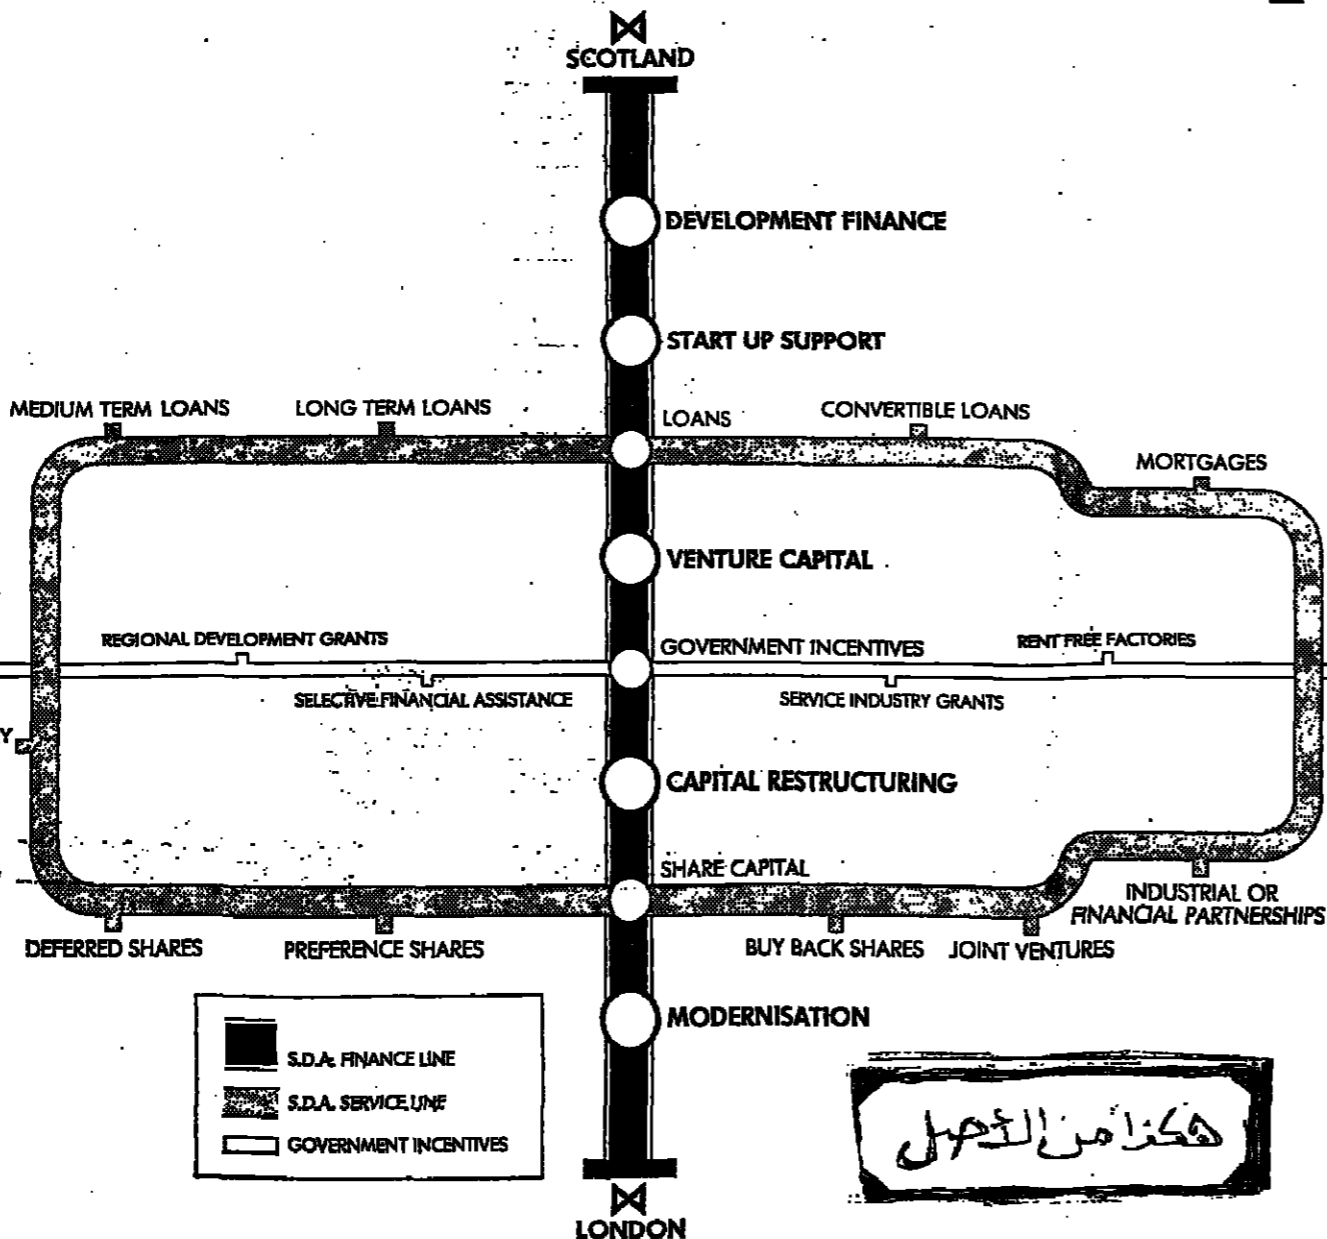 SCOTLAND
DEVELOPMENT FINANCE
START UP SUPPORT
MEDIUM TERM LOANS
LONG TERM LOANS
LOANS
CONVERTIBLE LOANS
MORTGAGES
VENTURE CAPITAL
REGIONAL DEVELOPMENT GRANTS
GOVERNMENT INCENTIVES
RENT FREE FACTORIES
SELECTIVE FINANCIAL ASSISTANCE
SERVICE INDUSTRY GRANTS
Y
CAPITAL RESTRUCTURING
SHARE CAPITAL
INDUSTRIAL OR
FINANCIAL PARTNERSHIPS
DEFERRED SHARES
PREFERENCE SHARES
BUY BACK SHARES
JOINT VENTURES
MODERNISATION
S.D.A. FINANCE LINE
S.D.A. SERVICE LINE
GOVERNMENT INCENTIVES
هكذا من الأصل
LONDON